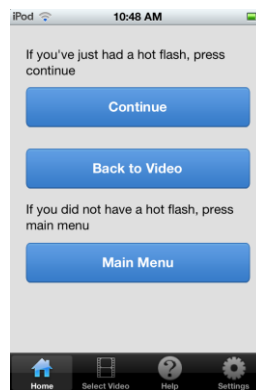 iPod 10:48 AM
If you've just had a hot flash, press
continue
Continue
Back to Video
If you did not have a hot flash, press
main menu
Main Menu
Home Select Video Help Settings